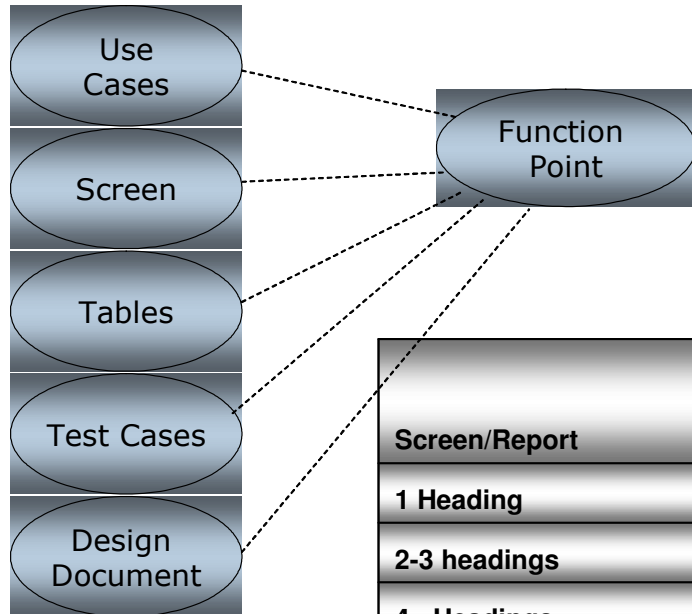 Use
Cases
Screen
Tables
Test Cases
Design
Document
Function
Point
Screen/Report
1 Heading
2-3 headings